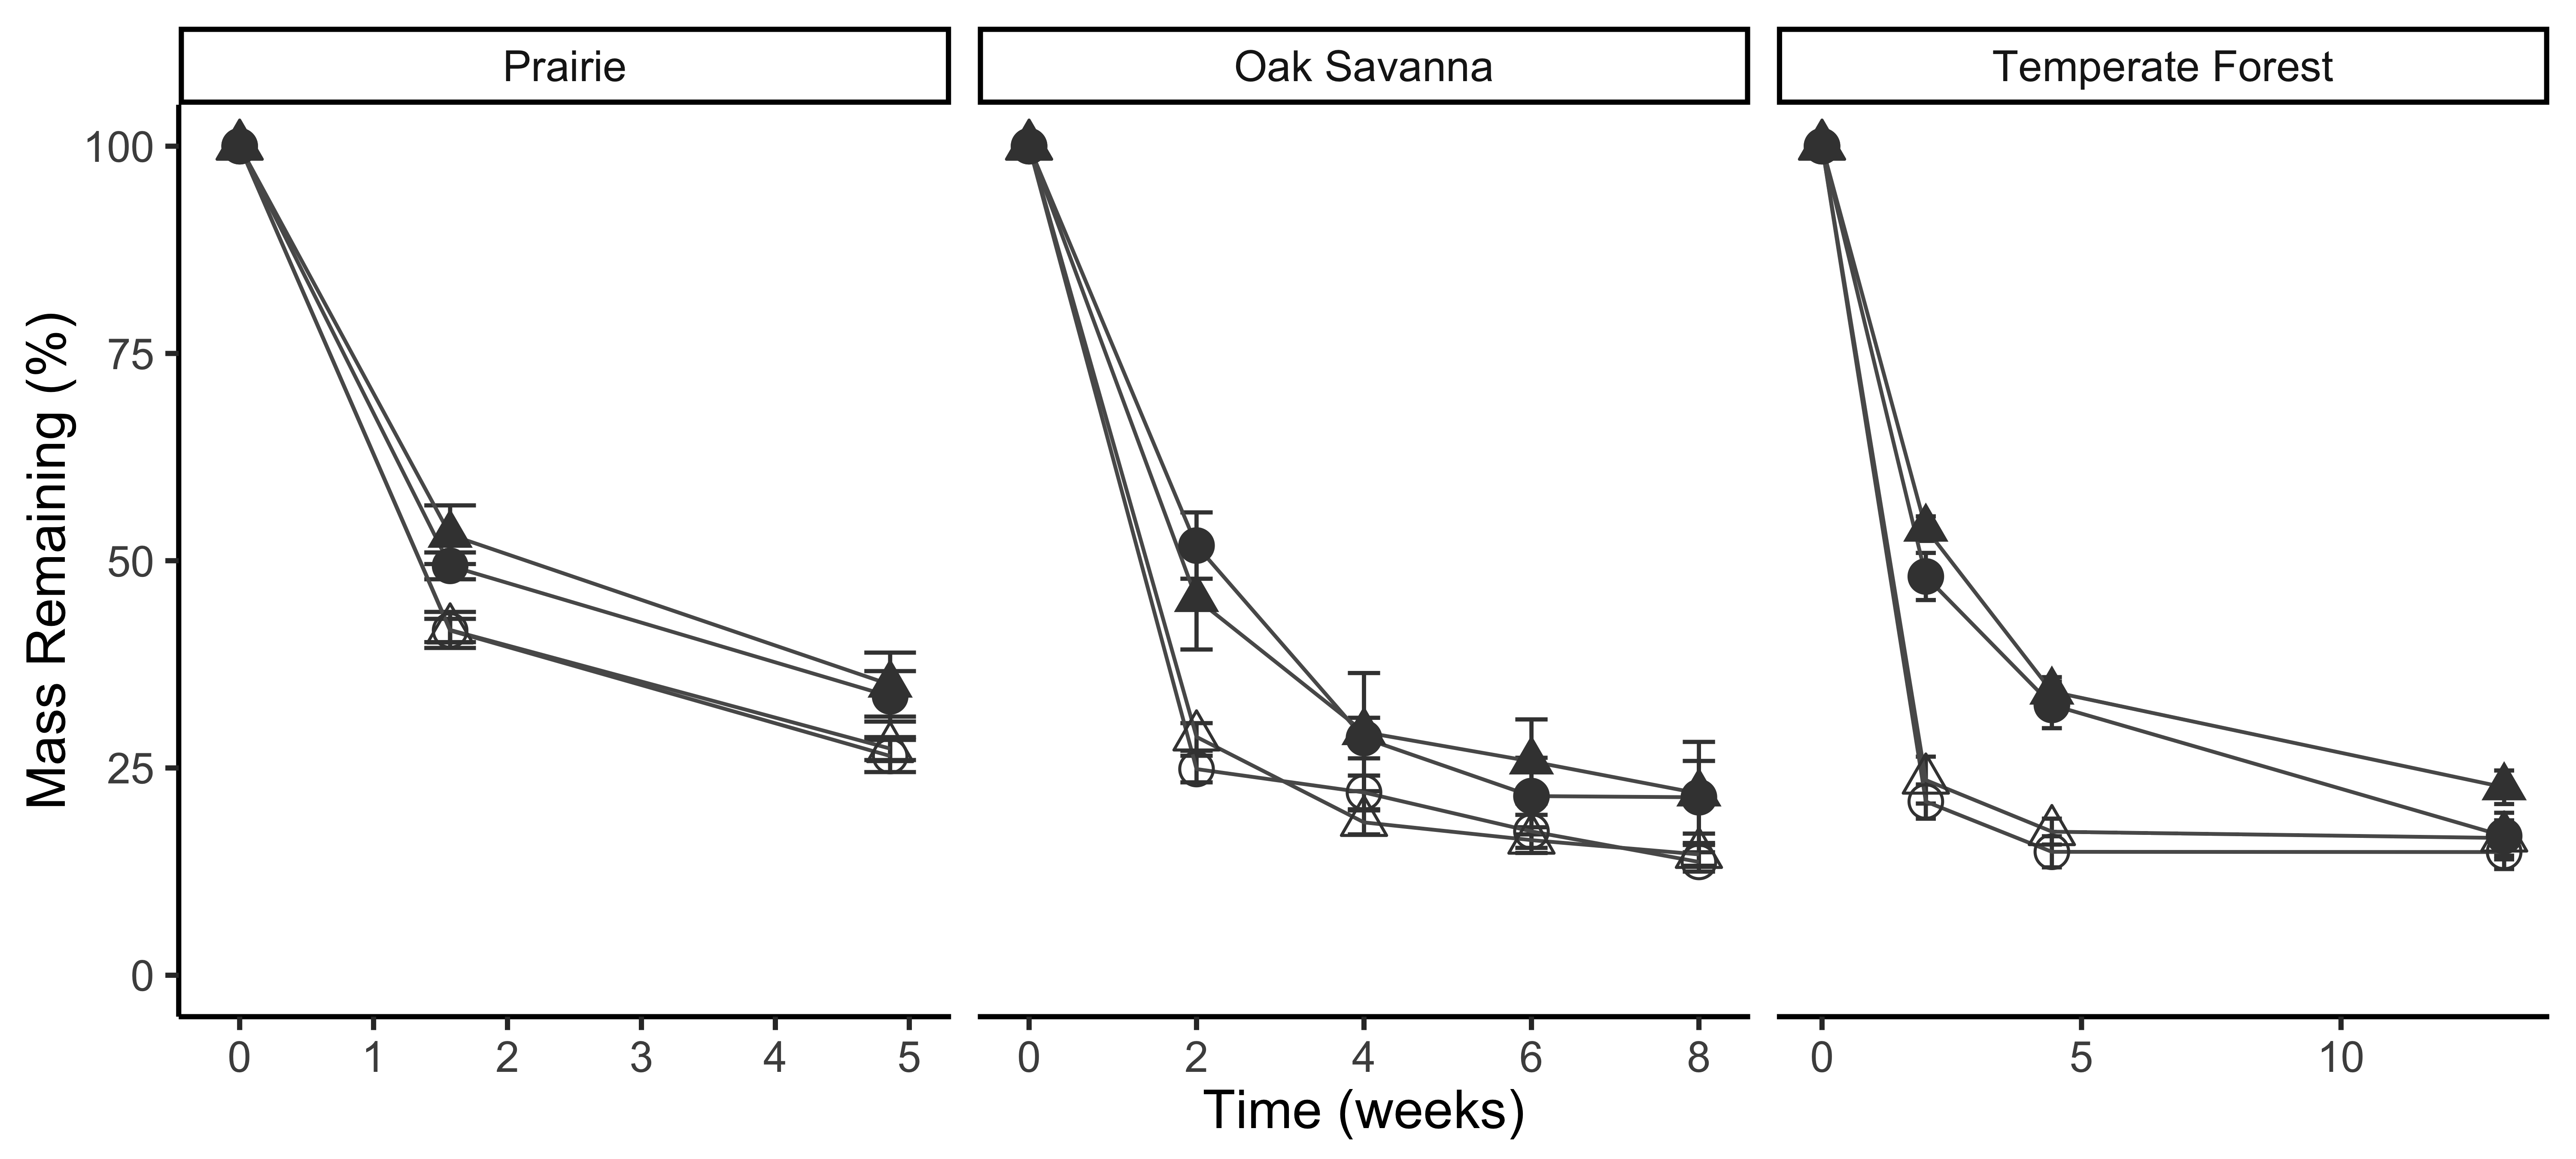 Prairie
Oak Savanna
Temperate Forest
Mass Remaining (%)
100
75
50
25
0
0 1 2 3 4 5
0 2 4 6 8
0 5 10
Time (weeks)